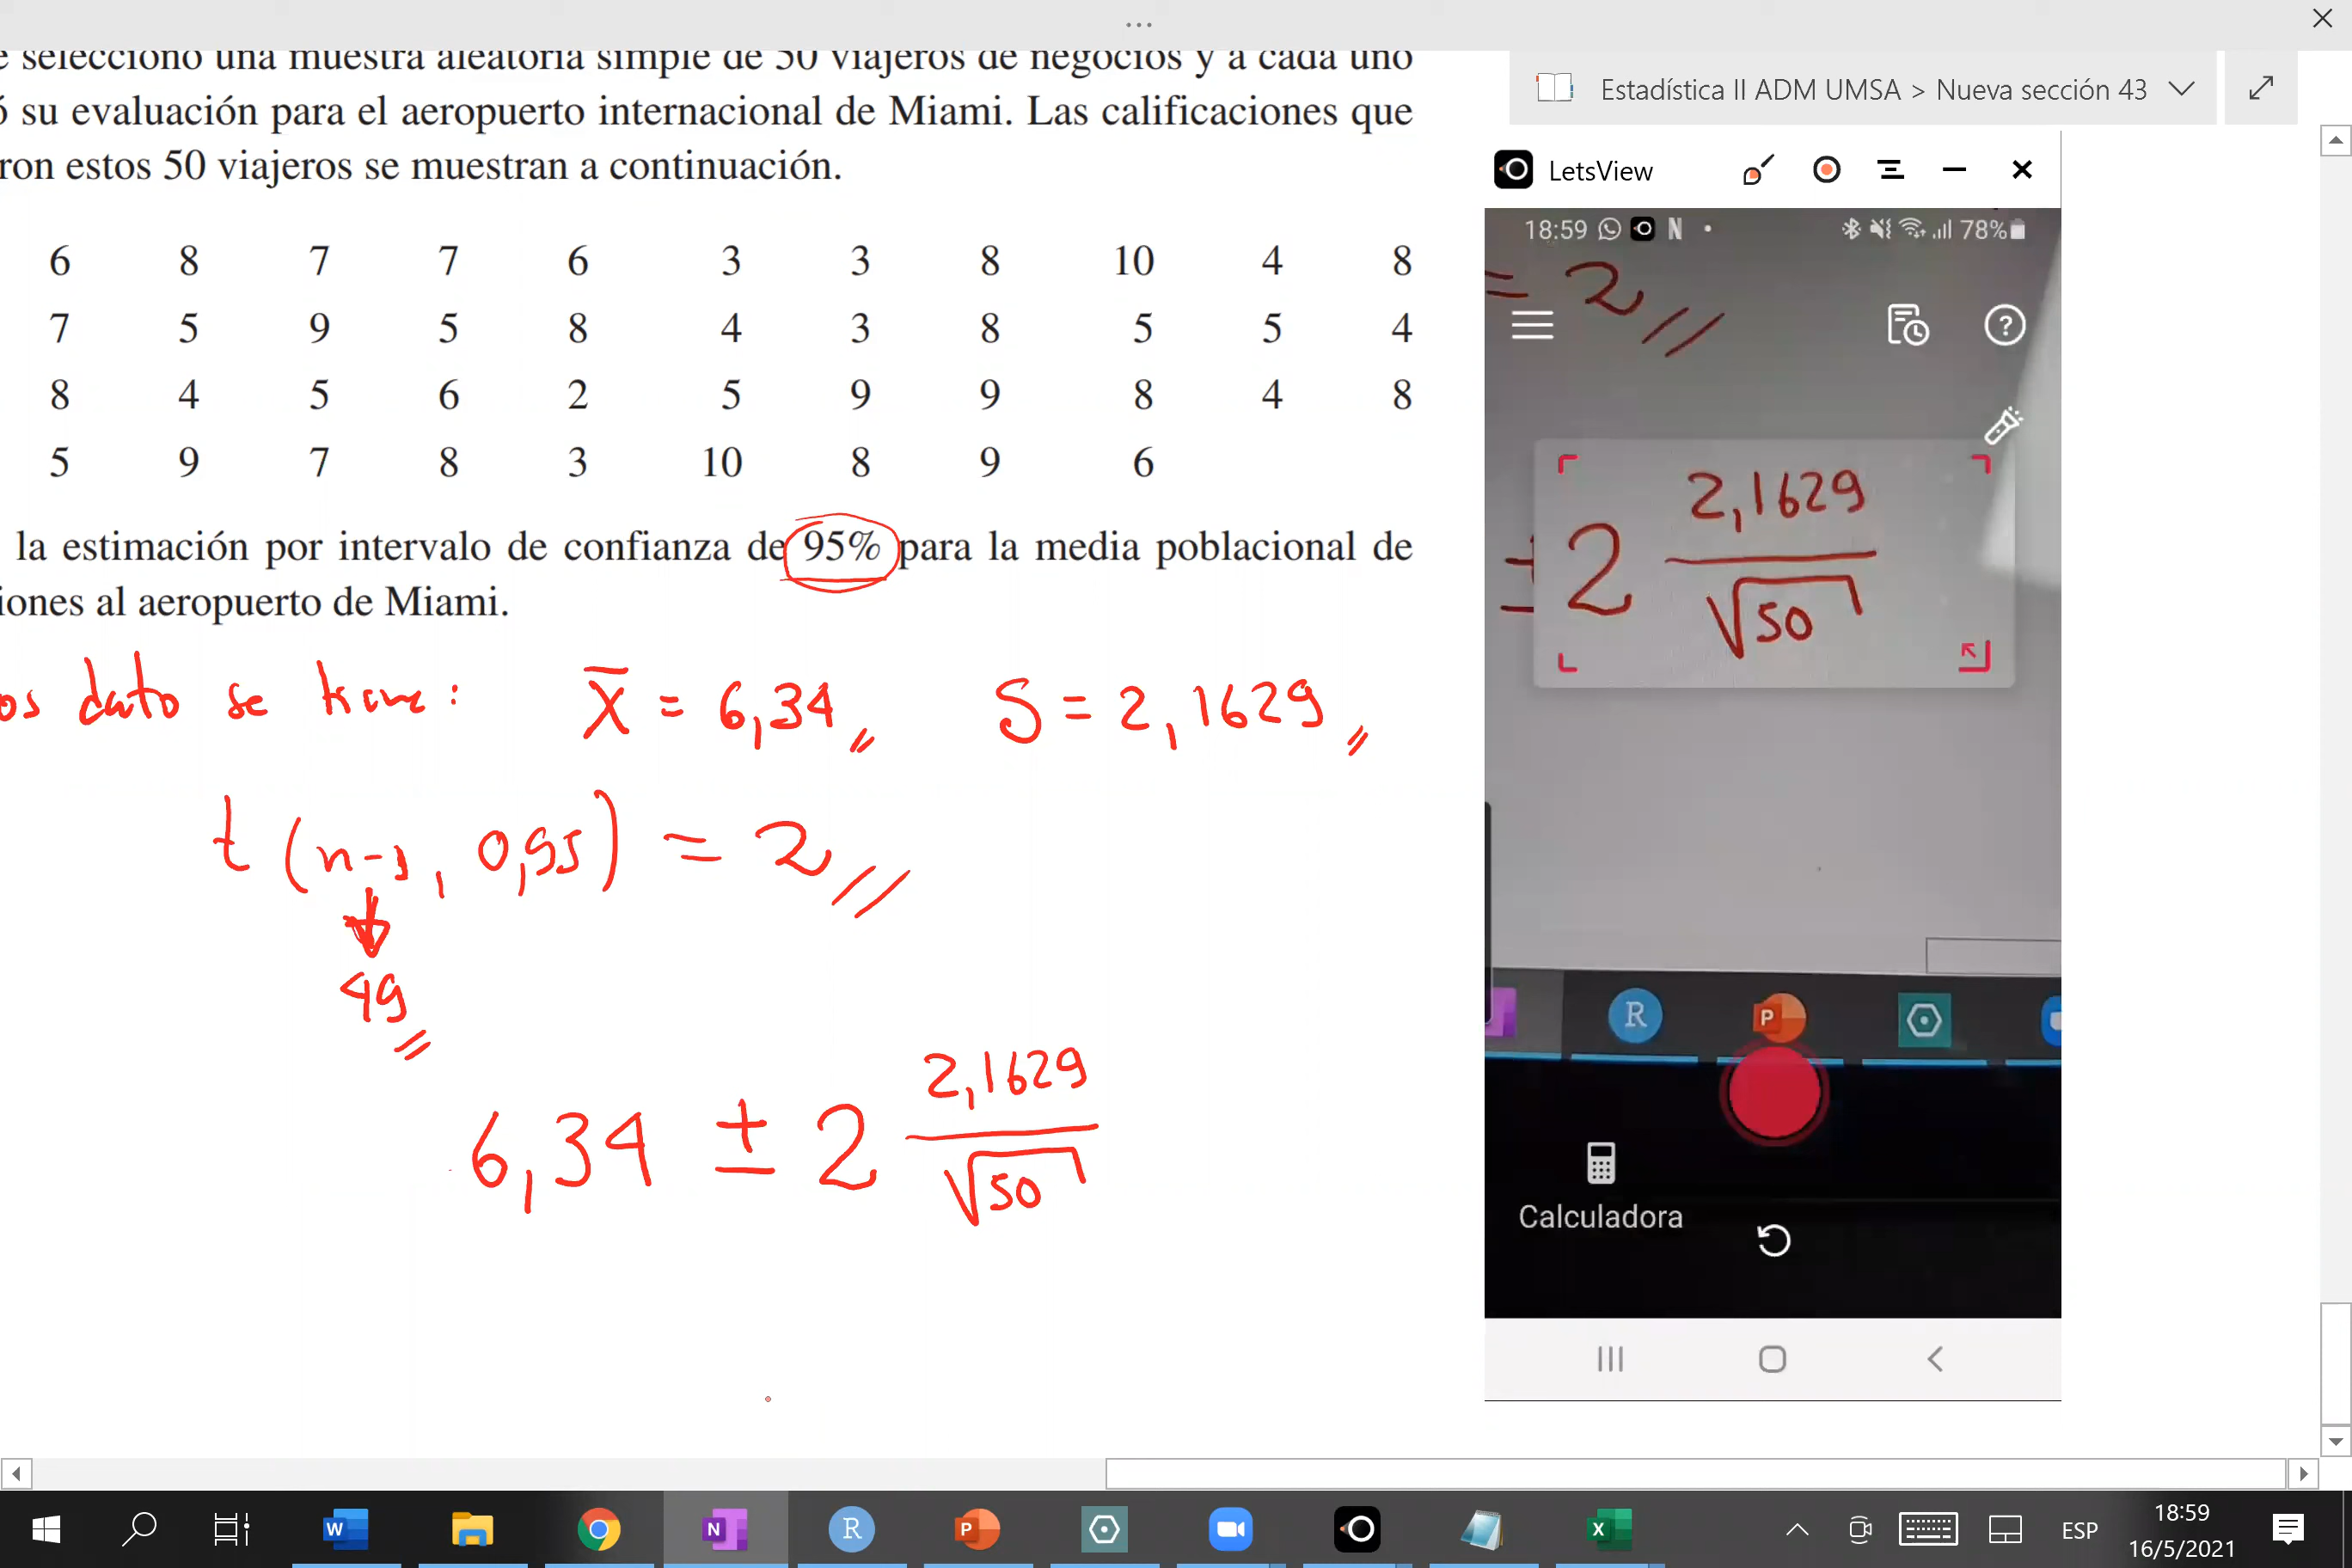 e selecciono una muestra aleatoria simple de 50 viajeros de negocios y a cada uno
ó su evaluación para el aeropuerto internacional de Miami. Las calificaciones que
ron estos 50 viajeros se muestran a continuación.
6 8 7 7 6 3 3 8 10 4 8
7 5 9 5 8 4 3 8 5 5 4
8 4 5 6 2 5 9 9 8 4 8
5 9 7 8 3 10 8 9 6
la estimación por intervalo de confianza de 95% para la media poblacional de
iones al aeropuerto de Miami.
os dato se tiene: x̄ = 6,34 S = 2,1629
t (n-1, 0,95) = 2
49
6,34 ± 2 2,1629/√50
Estadística II ADM UMSA > Nueva sección 43
LetsView
18:59 N 78%
= 2
± 2 2,1629/√50
R P
Calculadora
W N R P X
ESP
18:59
16/5/2021